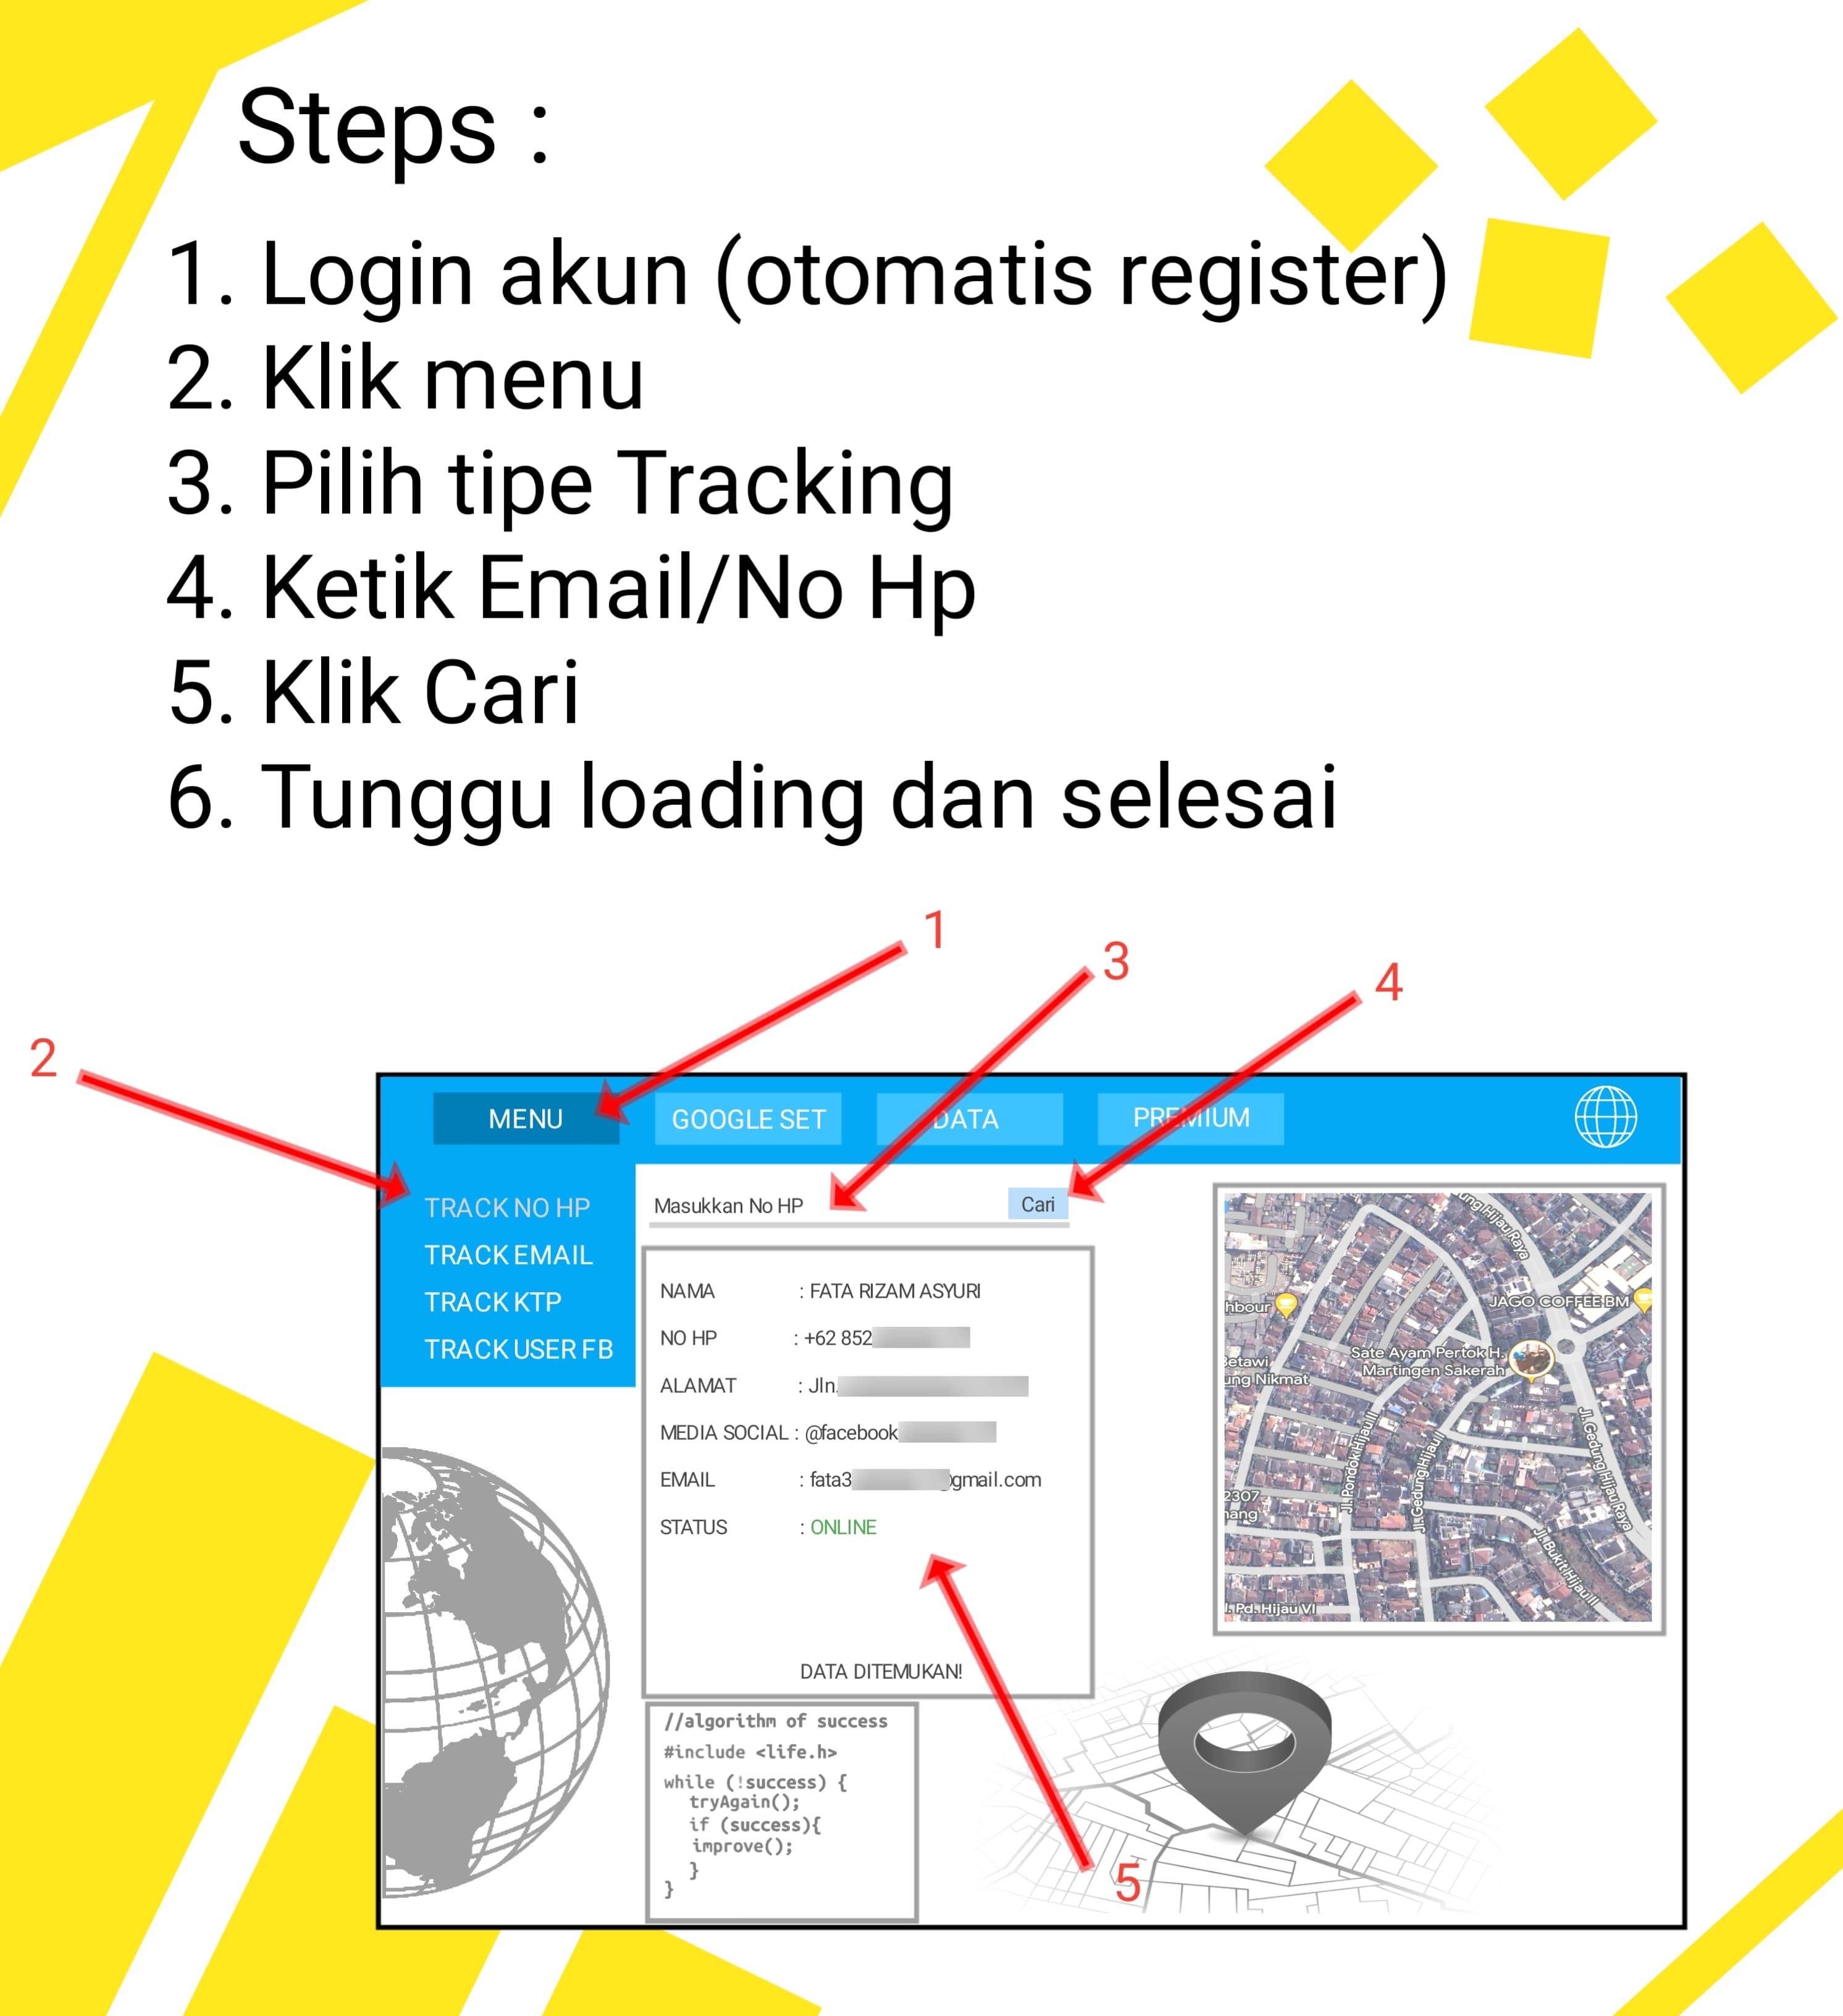 Steps :
1. Login akun (otomatis register)
2. Klik menu
3. Pilih tipe Tracking
4. Ketik Email/No Hp
5. Klik Cari
6. Tunggu loading dan selesai
1
3
4
2
MENU
GOOGLE SET
DATA
PREMIUM
TRACK NO HP
TRACK EMAIL
TRACK KTP
TRACK USER FB
Masukkan No HP
Cari
NAMA : FATA RIZAM ASYURI
NO HP : +62 852
ALAMAT : Jln.
MEDIA SOCIAL : @facebook
EMAIL : fata3 gmail.com
STATUS : ONLINE
DATA DITEMUKAN!
ung Hijau Raya
hbour
JAGO COFFEE BM
Sate Ayam Pertok H.
Martingen Sakerah
Betawi
ung Nikmat
Jl. Pondok Hijau II
Jl. Gedung Hijau I
Jl. Gedung Hijau Raya
2307
nang
Jl. Bukit Hijau II
l. Pd. Hijau VI
//algorithm of success
#include <life.h>
while (!success) {
tryAgain();
if (success){
improve();
}
}
5